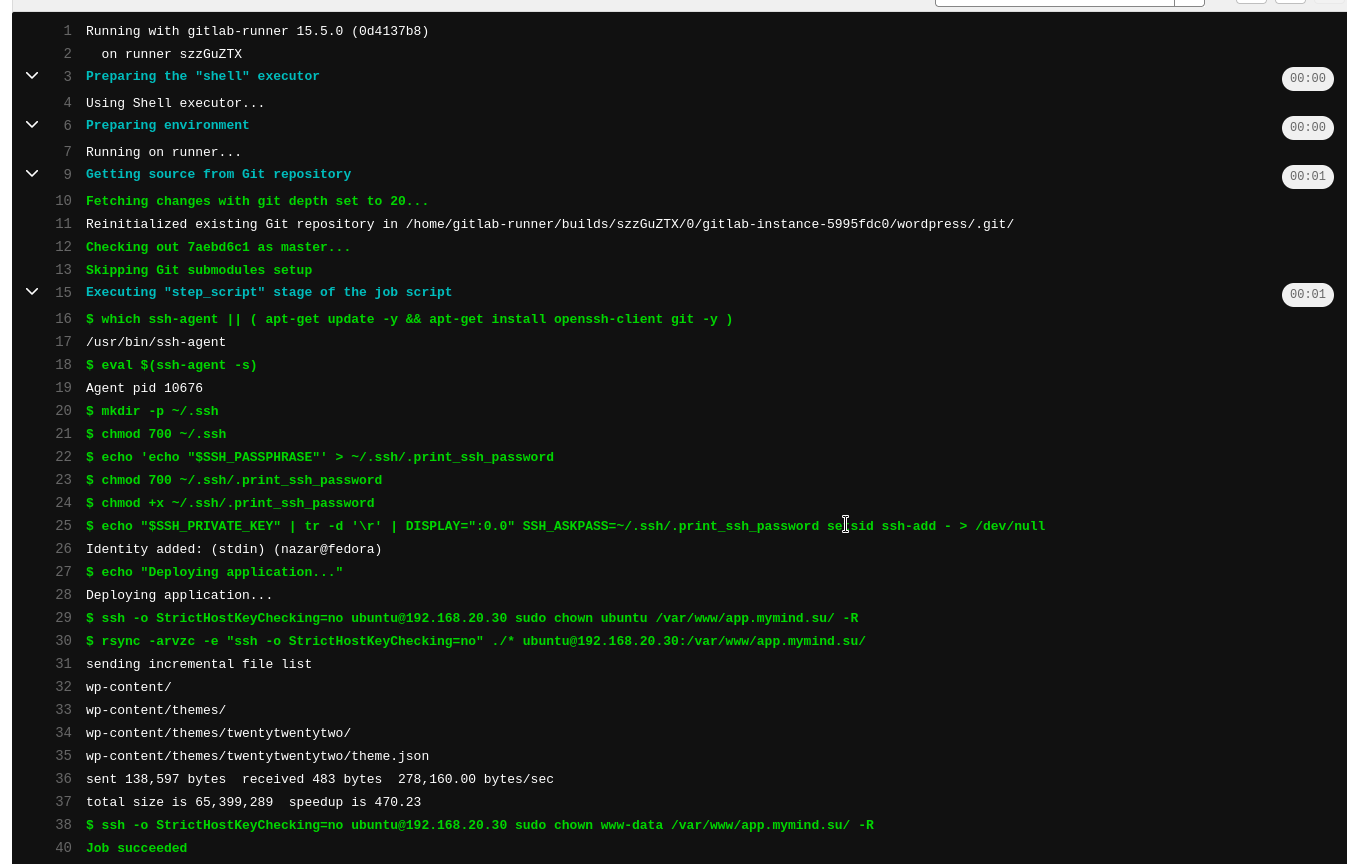 1 Running with gitlab-runner 15.5.0 (0d4137b8)
2 on runner szzGuZTX
3 Preparing the "shell" executor 00:00
4 Using Shell executor...
6 Preparing environment 00:00
7 Running on runner...
9 Getting source from Git repository 00:01
10 Fetching changes with git depth set to 20...
11 Reinitialized existing Git repository in /home/gitlab-runner/builds/szzGuZTX/0/gitlab-instance-5995fdc0/wordpress/.git/
12 Checking out 7aebd6c1 as master...
13 Skipping Git submodules setup
15 Executing "step_script" stage of the job script 00:01
16 $ which ssh-agent || ( apt-get update -y && apt-get install openssh-client git -y )
17 /usr/bin/ssh-agent
18 $ eval $(ssh-agent -s)
19 Agent pid 10676
20 $ mkdir -p ~/.ssh
21 $ chmod 700 ~/.ssh
22 $ echo 'echo "$SSH_PASSPHRASE"' > ~/.ssh/.print_ssh_password
23 $ chmod 700 ~/.ssh/.print_ssh_password
24 $ chmod +x ~/.ssh/.print_ssh_password
25 $ echo "$SSH_PRIVATE_KEY" | tr -d '\r' | DISPLAY=":0.0" SSH_ASKPASS=~/.ssh/.print_ssh_password setsid ssh-add - > /dev/null
26 Identity added: (stdin) (nazar@fedora)
27 $ echo "Deploying application..."
28 Deploying application...
29 $ ssh -o StrictHostKeyChecking=no ubuntu@192.168.20.30 sudo chown ubuntu /var/www/app.mymind.su/ -R
30 $ rsync -arvzc -e "ssh -o StrictHostKeyChecking=no" ./* ubuntu@192.168.20.30:/var/www/app.mymind.su/
31 sending incremental file list
32 wp-content/
33 wp-content/themes/
34 wp-content/themes/twentytwentytwo/
35 wp-content/themes/twentytwentytwo/theme.json
36 sent 138,597 bytes  received 483 bytes  278,160.00 bytes/sec
37 total size is 65,399,289  speedup is 470.23
38 $ ssh -o StrictHostKeyChecking=no ubuntu@192.168.20.30 sudo chown www-data /var/www/app.mymind.su/ -R
40 Job succeeded